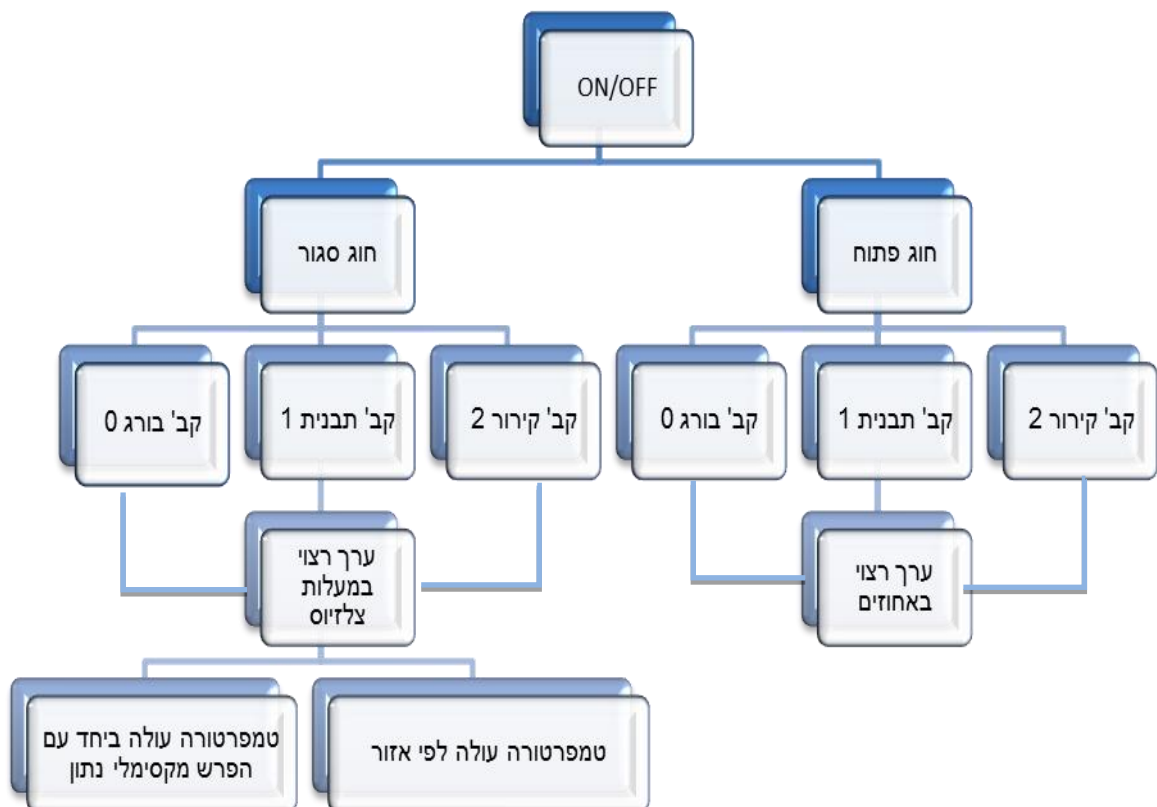 ON/OFF
חוג פתוח
חוג סגור
קב' קירור 2
קב' תבנית 1
קב' בורג 0
קב' קירור 2
קב' תבנית 1
קב' בורג 0
ערך רצוי
באחוזים
ערך רצוי
במעלות
צלזיוס
טמפרטורה עולה לפי אזור
טמפרטורה עולה ביחד עם
הפרש מקסימלי נתון